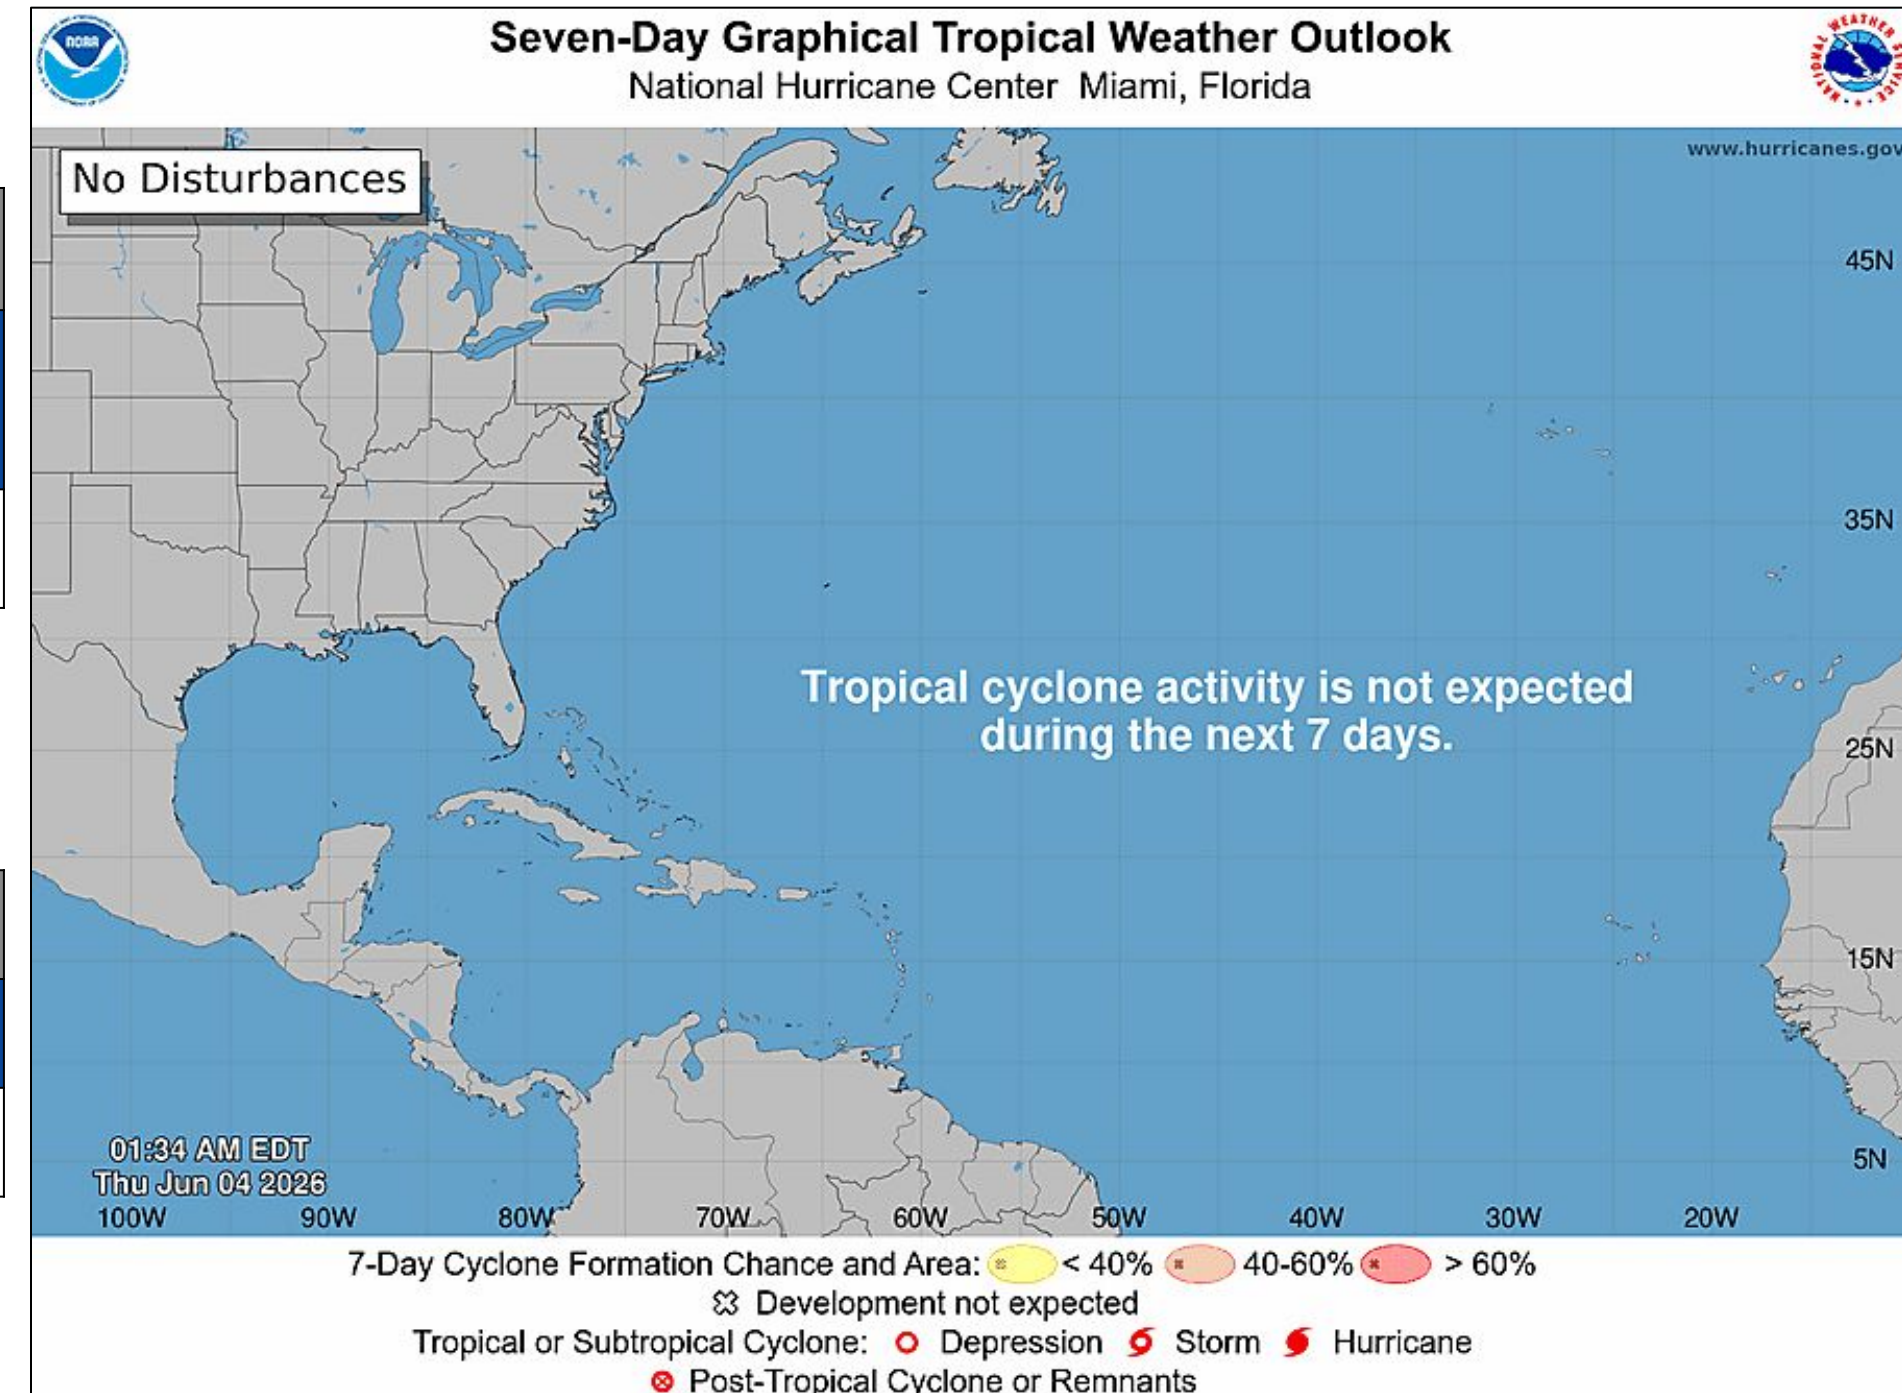 Seven-Day Graphical Tropical Weather Outlook
National Hurricane Center Miami, Florida
NOAA
NATIONAL WEATHER
www.hurricanes.gov
No Disturbances
45N
35N
Tropical cyclone activity is not expected
during the next 7 days.
25N
15N
01:34 AM EDT
Thu Jun 04 2026
5N
100W 90W 80W 70W 60W 50W 40W 30W 20W
7-Day Cyclone Formation Chance and Area: < 40% 40-60% > 60%
Development not expected
Tropical or Subtropical Cyclone: Depression Storm Hurricane
Post-Tropical Cyclone or Remnants